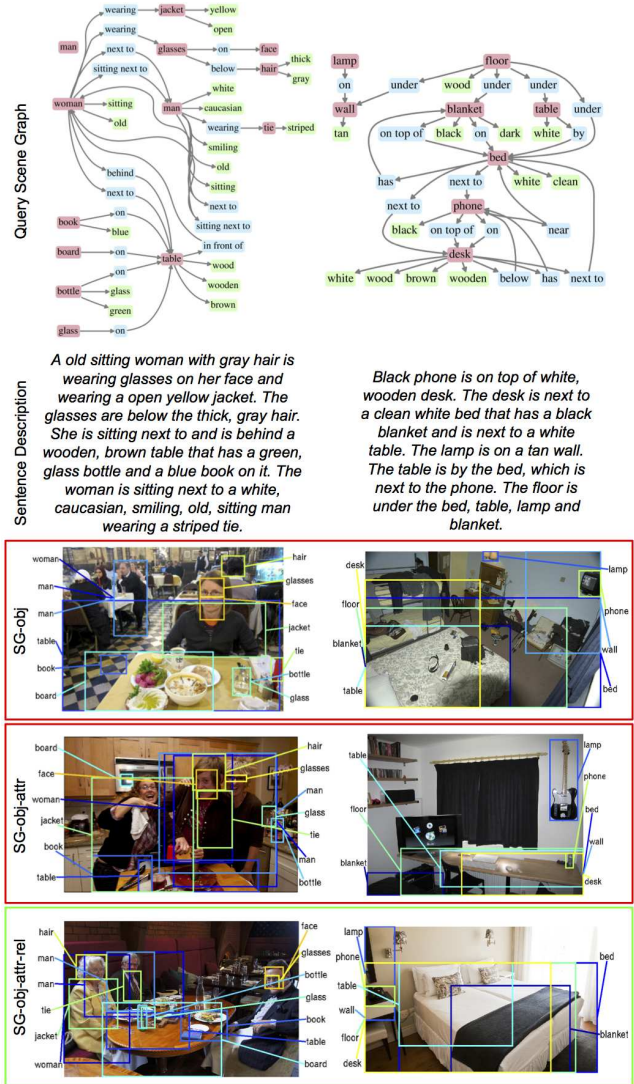 Query Scene Graph
wearing
jacket
yellow
open
wearing
man
glasses
on
face
next to
below
hair
thick
gray
sitting next to
white
woman
sitting
man
caucasian
old
wearing
tie
striped
smiling
old
behind
sitting
next to
next to
book
on
sitting next to
blue
in front of
board
on
table
on
wood
bottle
glass
wooden
green
brown
glass
on
lamp
floor
on
under
wood
under
under
wall
blanket
table
under
tan
on top of
black
on
dark
white
by
bed
has
next to
white
clean
next to
phone
black
on top of
on
near
desk
white
wood
brown
wooden
below
has
next to
Sentence Description
A old sitting woman with gray hair is
wearing glasses on her face and
wearing a open yellow jacket. The
glasses are below the thick, gray hair.
She is sitting next to and is behind a
wooden, brown table that has a green,
glass bottle and a blue book on it. The
woman is sitting next to a white,
caucasian, smiling, old, sitting man
wearing a striped tie.
Black phone is on top of white,
wooden desk. The desk is next to
a clean white bed that has a black
blanket and is next to a white
table. The lamp is on a tan wall.
The table is by the bed, which is
next to the phone. The floor is
under the bed, table, lamp and
blanket.
SG-obj
woman
man
man
table
book
board
hair
glasses
face
jacket
tie
bottle
glass
desk
floor
blanket
table
lamp
phone
wall
bed
SG-obj-attr
board
face
woman
jacket
book
table
hair
glasses
man
glass
tie
man
bottle
table
floor
blanket
lamp
phone
bed
wall
desk
SG-obj-attr-rel
hair
man
man
tie
jacket
woman
face
glasses
bottle
glass
book
table
board
lamp
phone
table
wall
floor
desk
bed
blanket